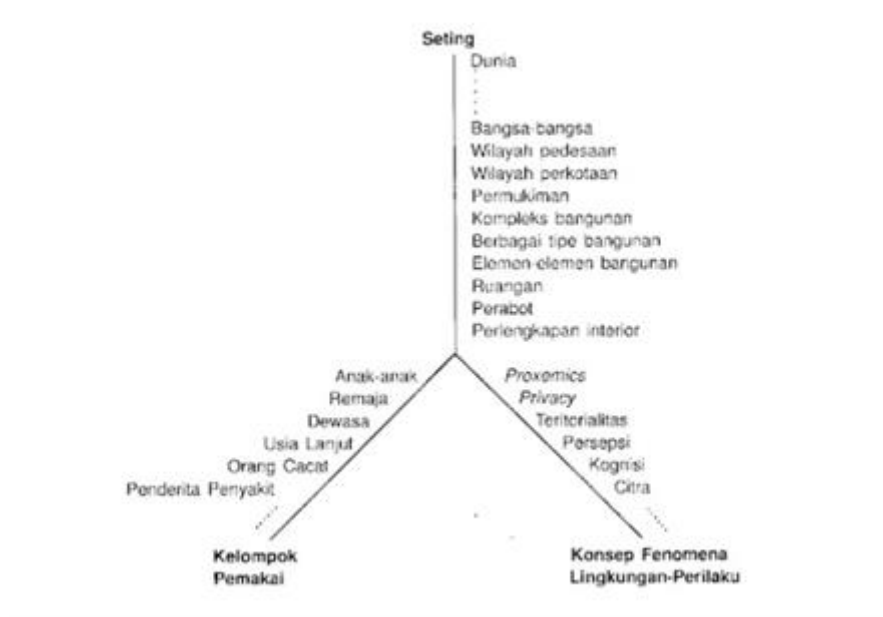 Seting
Dunia
Bangsa-bangsa
Wilayah pedesaan
Wilayah perkotaan
Permukiman
Kompleks bangunan
Berbagai tipe bangunan
Elemen-elemen bangunan
Ruangan
Perabot
Perlengkapan interior
Anak-anak
Remaja
Dewasa
Usia Lanjut
Orang Cacat
Penderita Penyakit
Kelompok
Pemakai
Proxemics
Privacy
Teritorialitas
Persepsi
Kognisi
Citra
Konsep Fenomena
Lingkungan-Perilaku